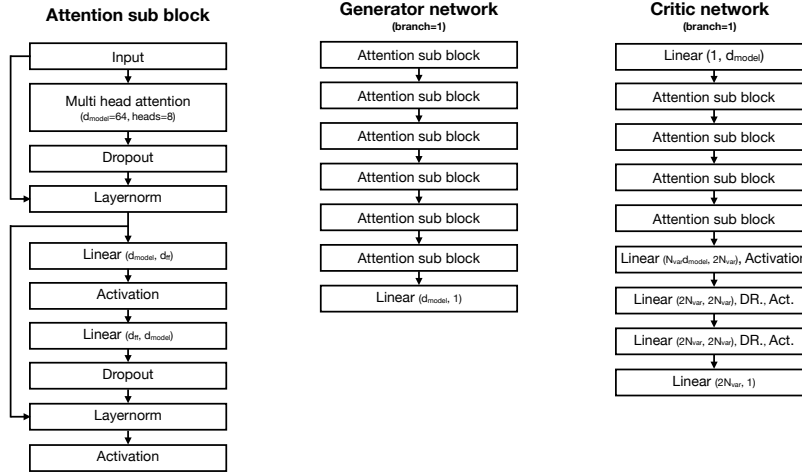 Attention sub block
Input
Multi head attention
(dmodel=64, heads=8)
Dropout
Layernorm
Linear (dmodel, dff)
Activation
Linear (dff, dmodel)
Dropout
Layernorm
Activation
Generator network
(branch=1)
Attention sub block
Attention sub block
Attention sub block
Attention sub block
Attention sub block
Attention sub block
Linear (dmodel, 1)
Critic network
(branch=1)
Linear (1, dmodel)
Attention sub block
Attention sub block
Attention sub block
Attention sub block
Linear (Nvardmodel, 2Nvar), Activation
Linear (2Nvar, 2Nvar), DR., Act.
Linear (2Nvar, 2Nvar), DR., Act.
Linear (2Nvar, 1)